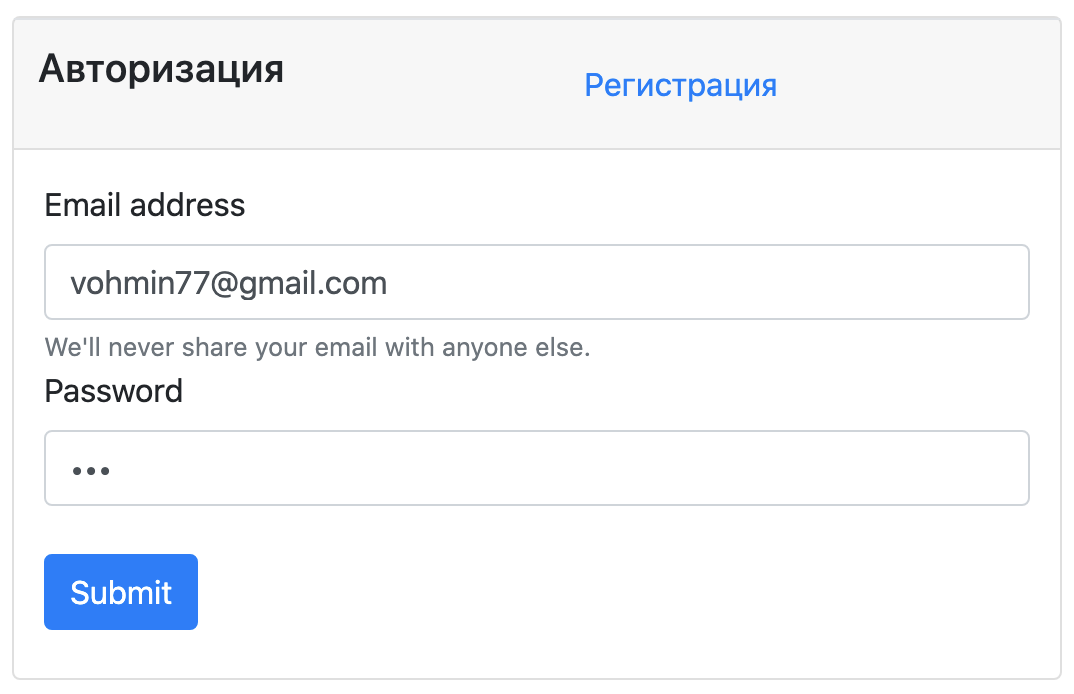 Авторизация
Регистрация
Email address
vohmin77@gmail.com
We'll never share your email with anyone else.
Password
•••
Submit